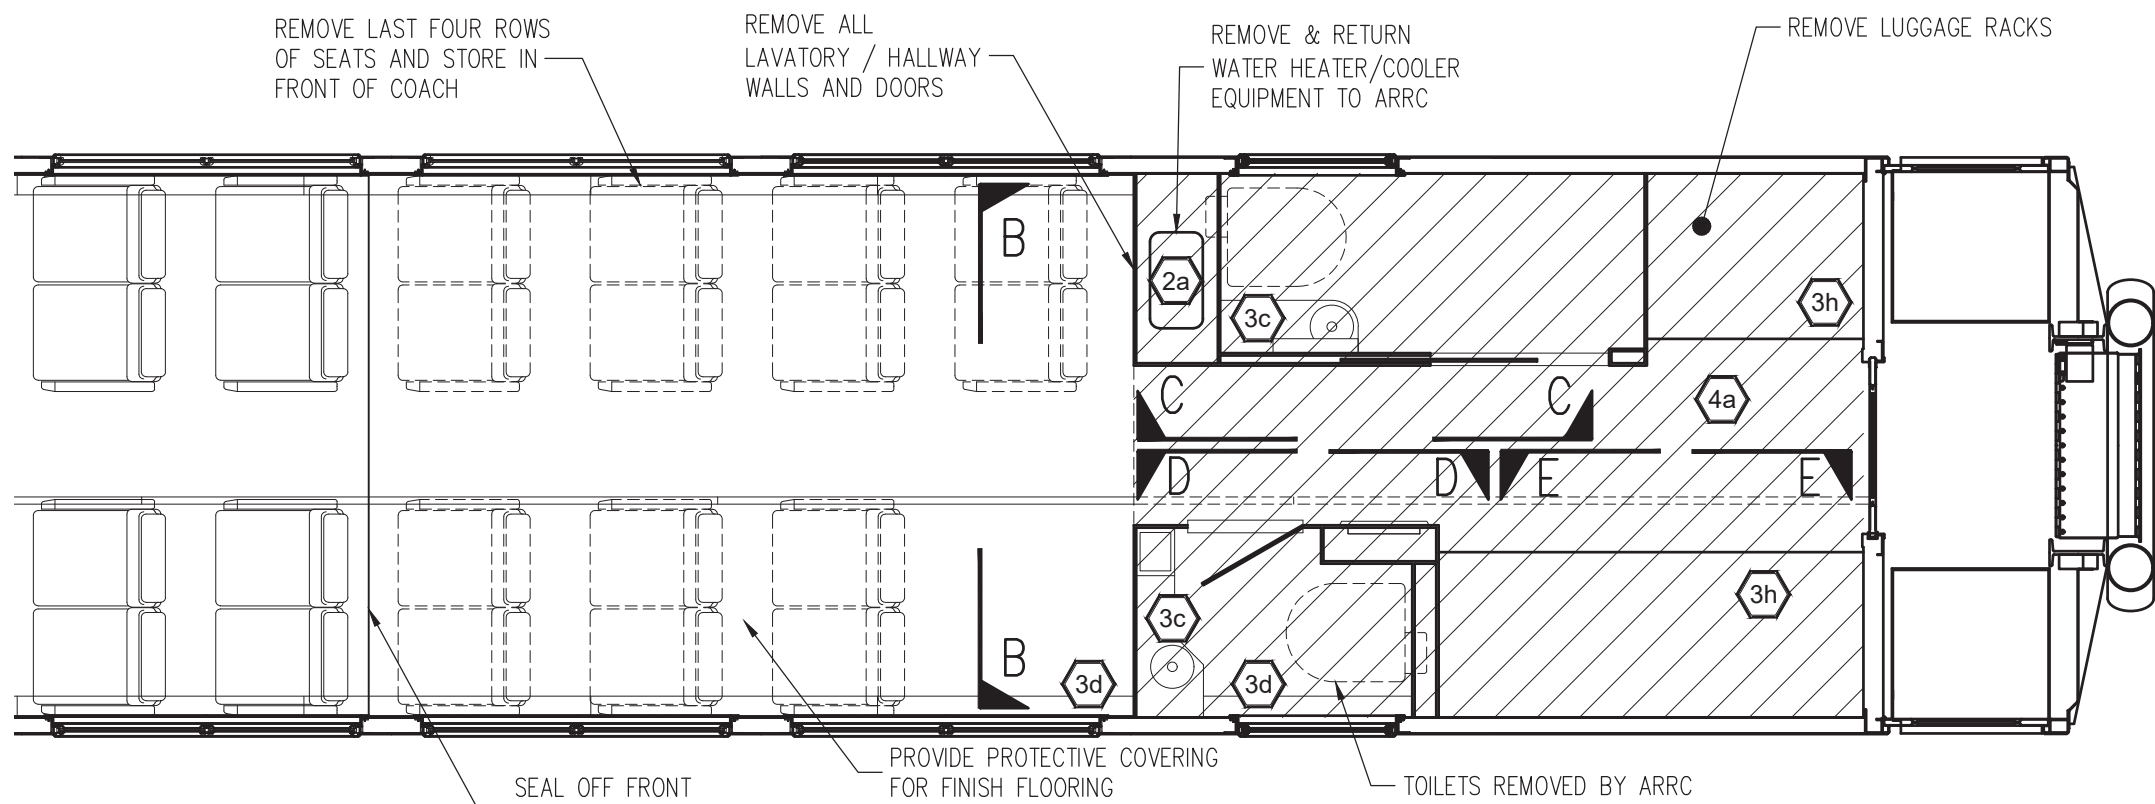 REMOVE LAST FOUR ROWS
OF SEATS AND STORE IN
FRONT OF COACH
REMOVE ALL
LAVATORY / HALLWAY
WALLS AND DOORS
REMOVE & RETURN
WATER HEATER/COOLER
EQUIPMENT TO ARRC
REMOVE LUGGAGE RACKS
B
2a
3c
3h
C
C
4a
D
D
E
E
3c
3h
B
3d
3d
SEAL OFF FRONT
PROVIDE PROTECTIVE COVERING
FOR FINISH FLOORING
TOILETS REMOVED BY ARRC